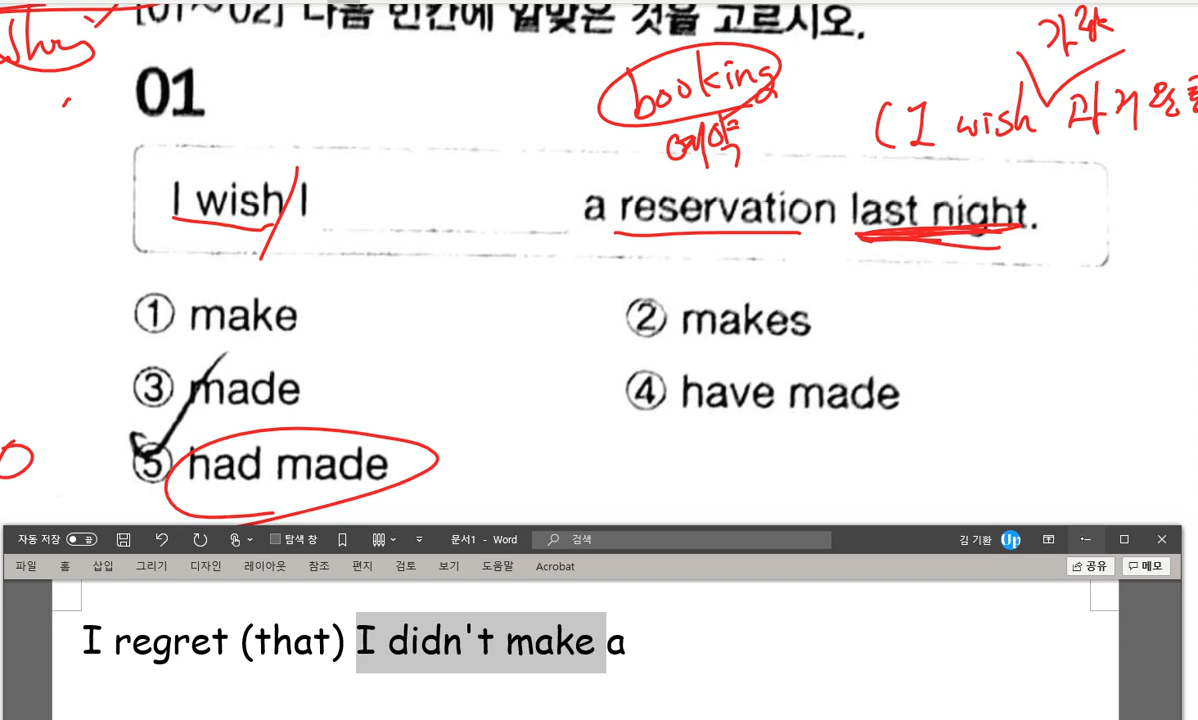 [01~02] 다음 빈칸에 알맞은 것을 고르시오.
01
booking
예약
(I wish 과거완료
I wish I a reservation last night.
① make ② makes
③ made ④ have made
⑤ had made
자동 저장 문서1 - Word 검색 김 기환 Up
탐색 창
파일 홈 삽입 그리기 디자인 레이아웃 참조 편지 검토 보기 도움말 Acrobat 공유 메모
I regret (that) I didn't make a